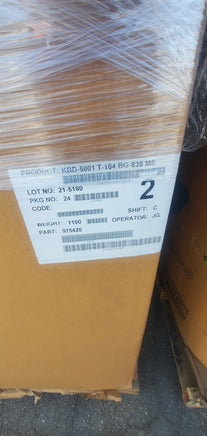 PRODUCT: KBD-5001 T-104 BG-838 MS
LOT NO: 21-5180
PKG NO: 24
2
CODE:
SHIFT: C
WEIGHT: 1100
OPERATOR: JG
PART: 975420